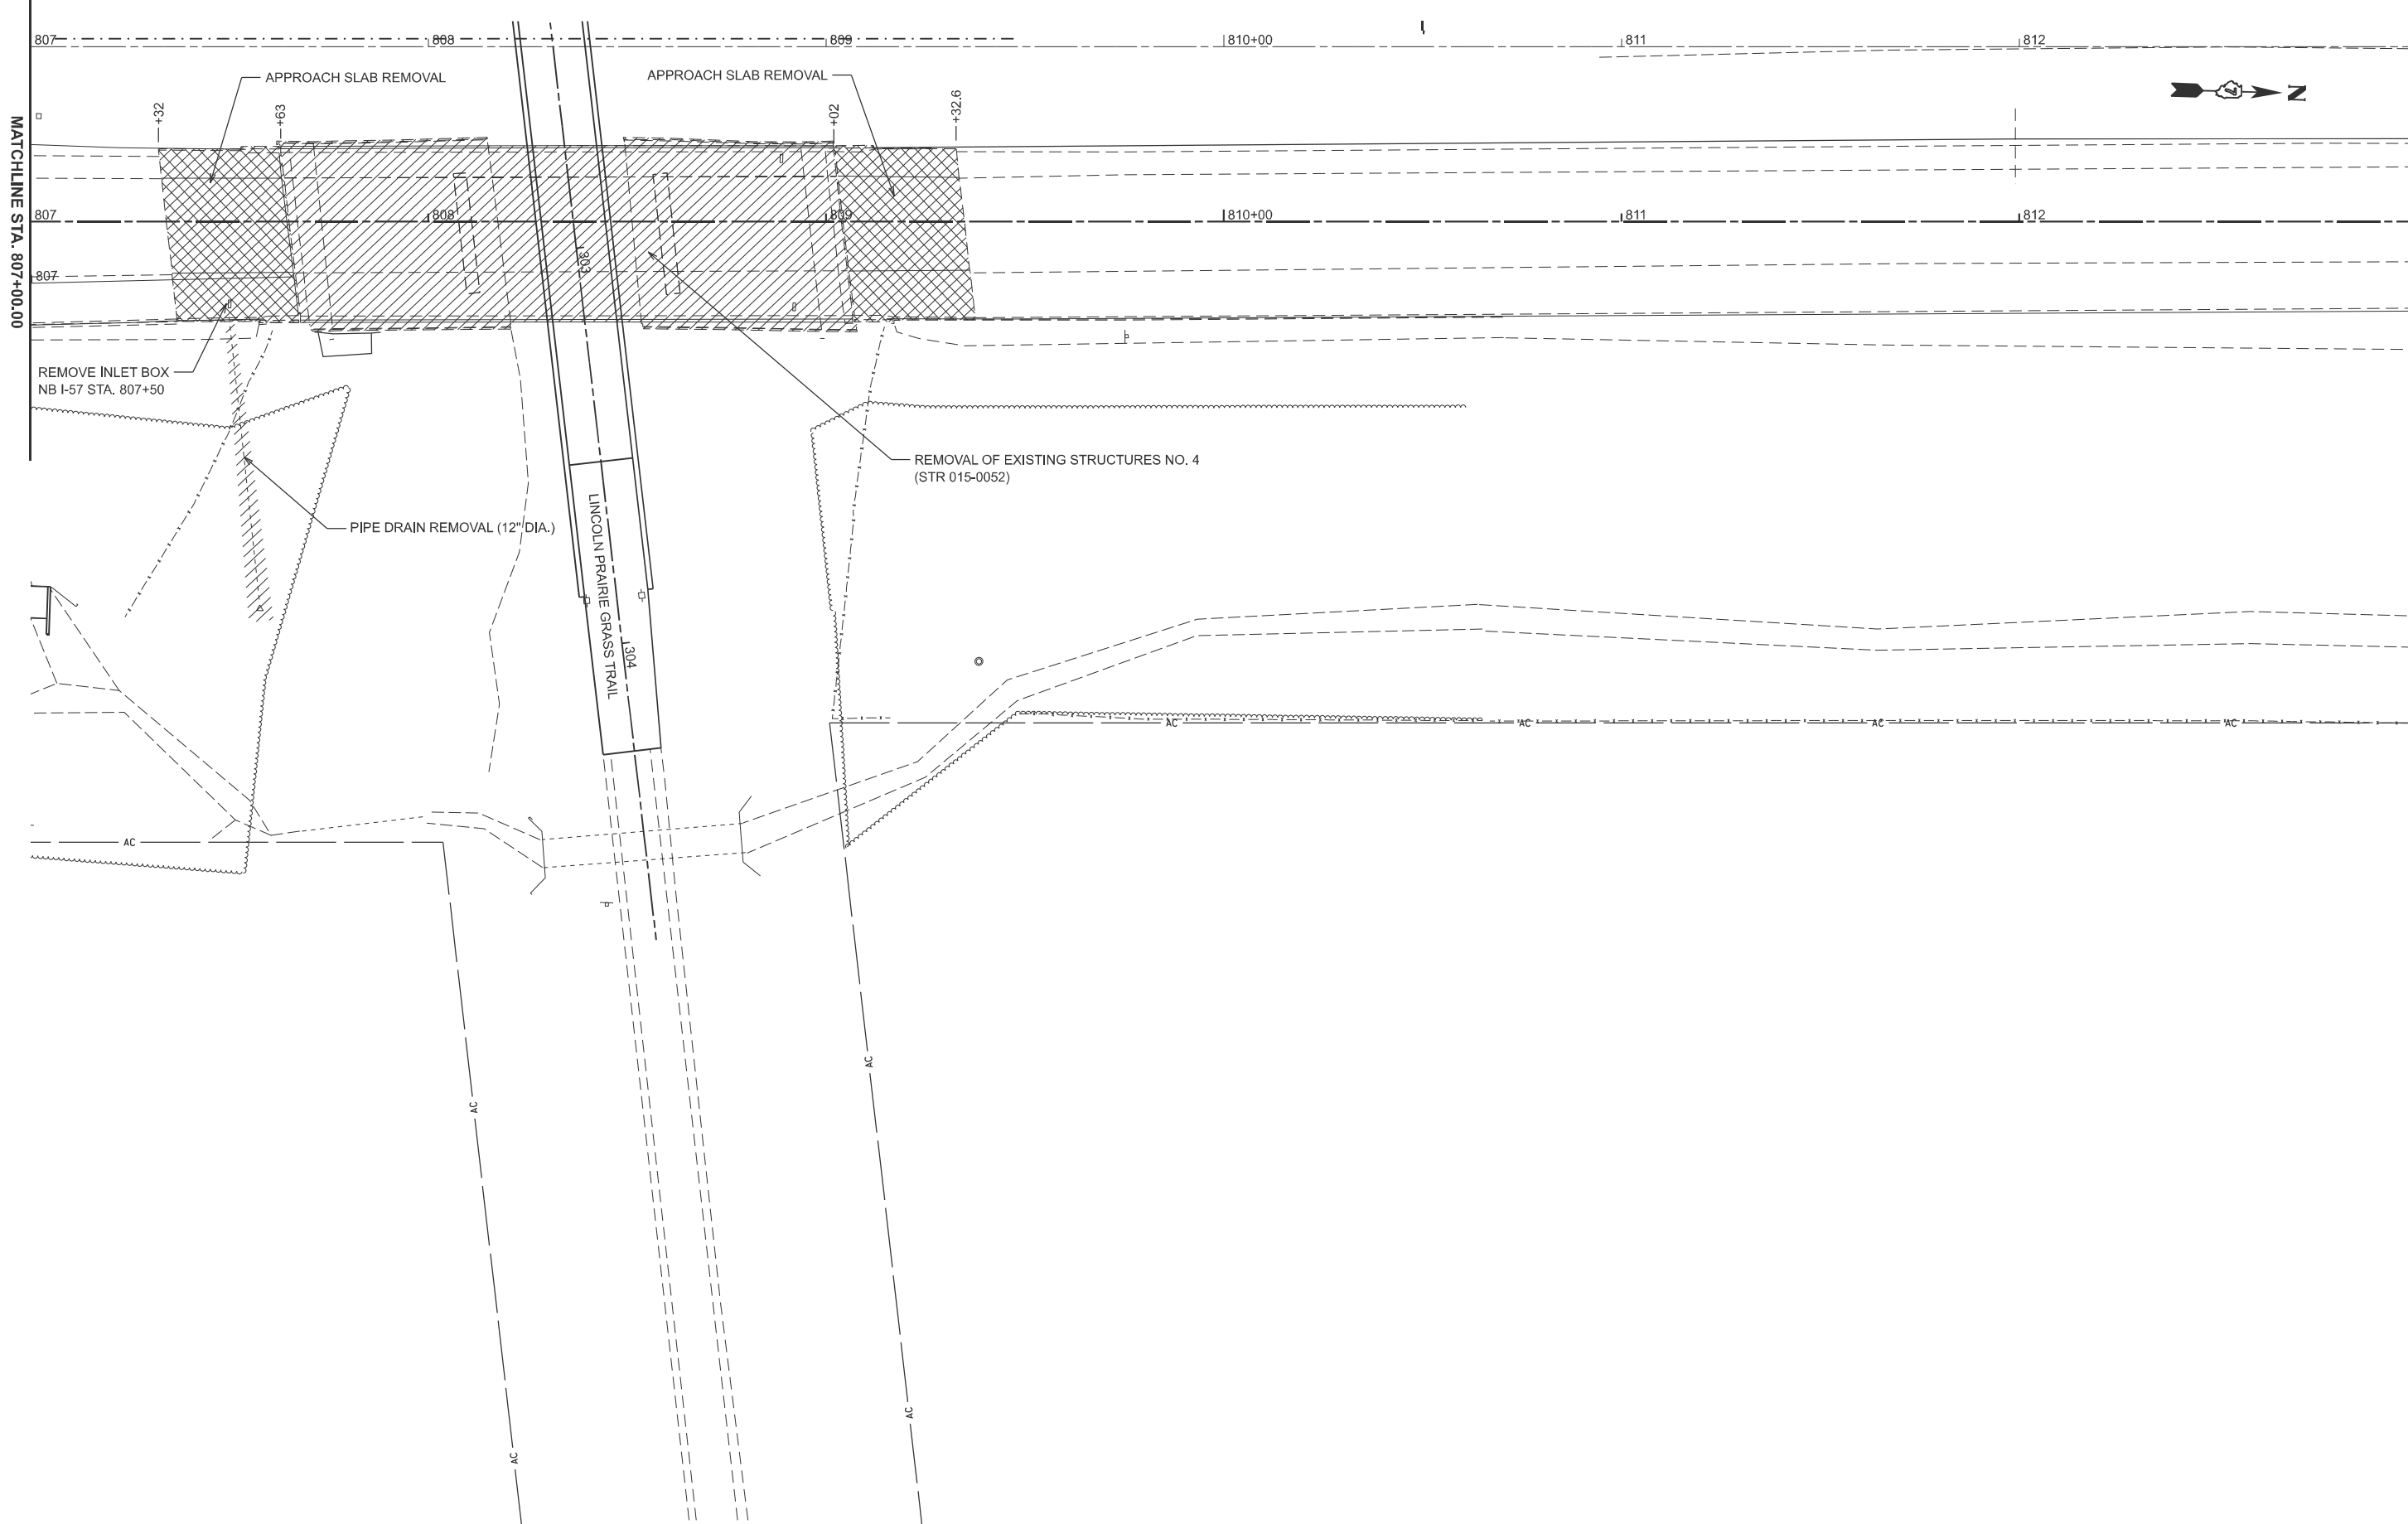 807
808
809
810+00
811
812
APPROACH SLAB REMOVAL
APPROACH SLAB REMOVAL
N
+32
+63
+02
+32.6
MATCHLINE STA. 807+00.00
807
808
809
810+00
811
812
303
807
REMOVE INLET BOX
NB I-57 STA. 807+50
REMOVAL OF EXISTING STRUCTURES NO. 4
(STR 015-0052)
PIPE DRAIN REMOVAL (12" DIA.)
LINCOLN PRAIRIE GRASS TRAIL
304
AC
AC
AC
AC
AC
AC
AC
AC
AC